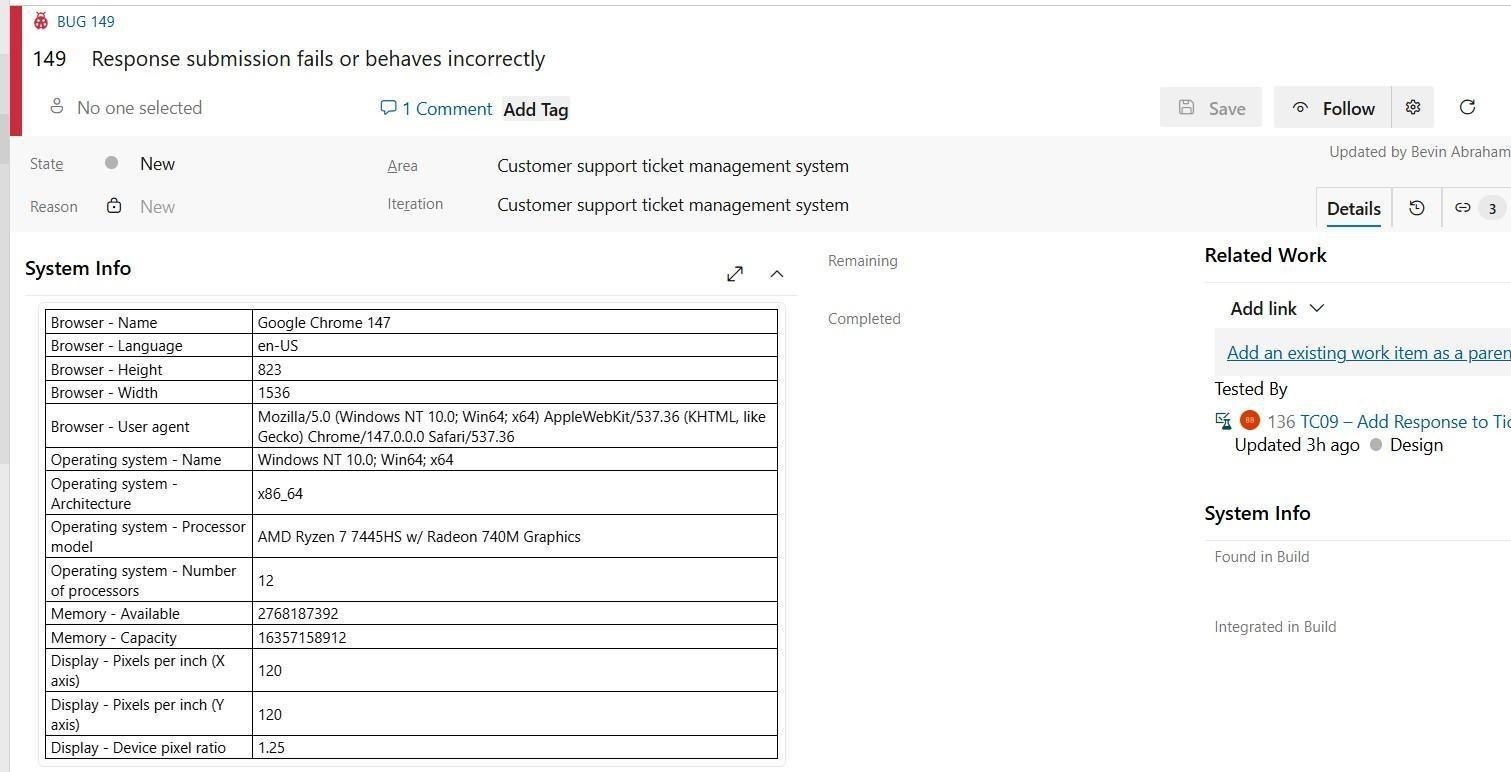 BUG 149
149 Response submission fails or behaves incorrectly
No one selected
1 Comment
Add Tag
Save
Follow
State
New
Area
Customer support ticket management system
Updated by Bevin Abraham
Reason
New
Iteration
Customer support ticket management system
Details
3
System Info
Browser - Name Google Chrome 147
Browser - Language en-US
Browser - Height 823
Browser - Width 1536
Browser - User agent Mozilla/5.0 (Windows NT 10.0; Win64; x64) AppleWebKit/537.36 (KHTML, like
Gecko) Chrome/147.0.0.0 Safari/537.36
Operating system - Name Windows NT 10.0; Win64; x64
Operating system -
Architecture x86_64
Operating system - Processor
model AMD Ryzen 7 7445HS w/ Radeon 740M Graphics
Operating system - Number
of processors 12
Memory - Available 2768187392
Memory - Capacity 16357158912
Display - Pixels per inch (X
axis) 120
Display - Pixels per inch (Y
axis) 120
Display - Device pixel ratio 1.25
Remaining
Completed
Related Work
Add link
Add an existing work item as a paren
Tested By
BB 136 TC09 – Add Response to Tic
Updated 3h ago Design
System Info
Found in Build
Integrated in Build